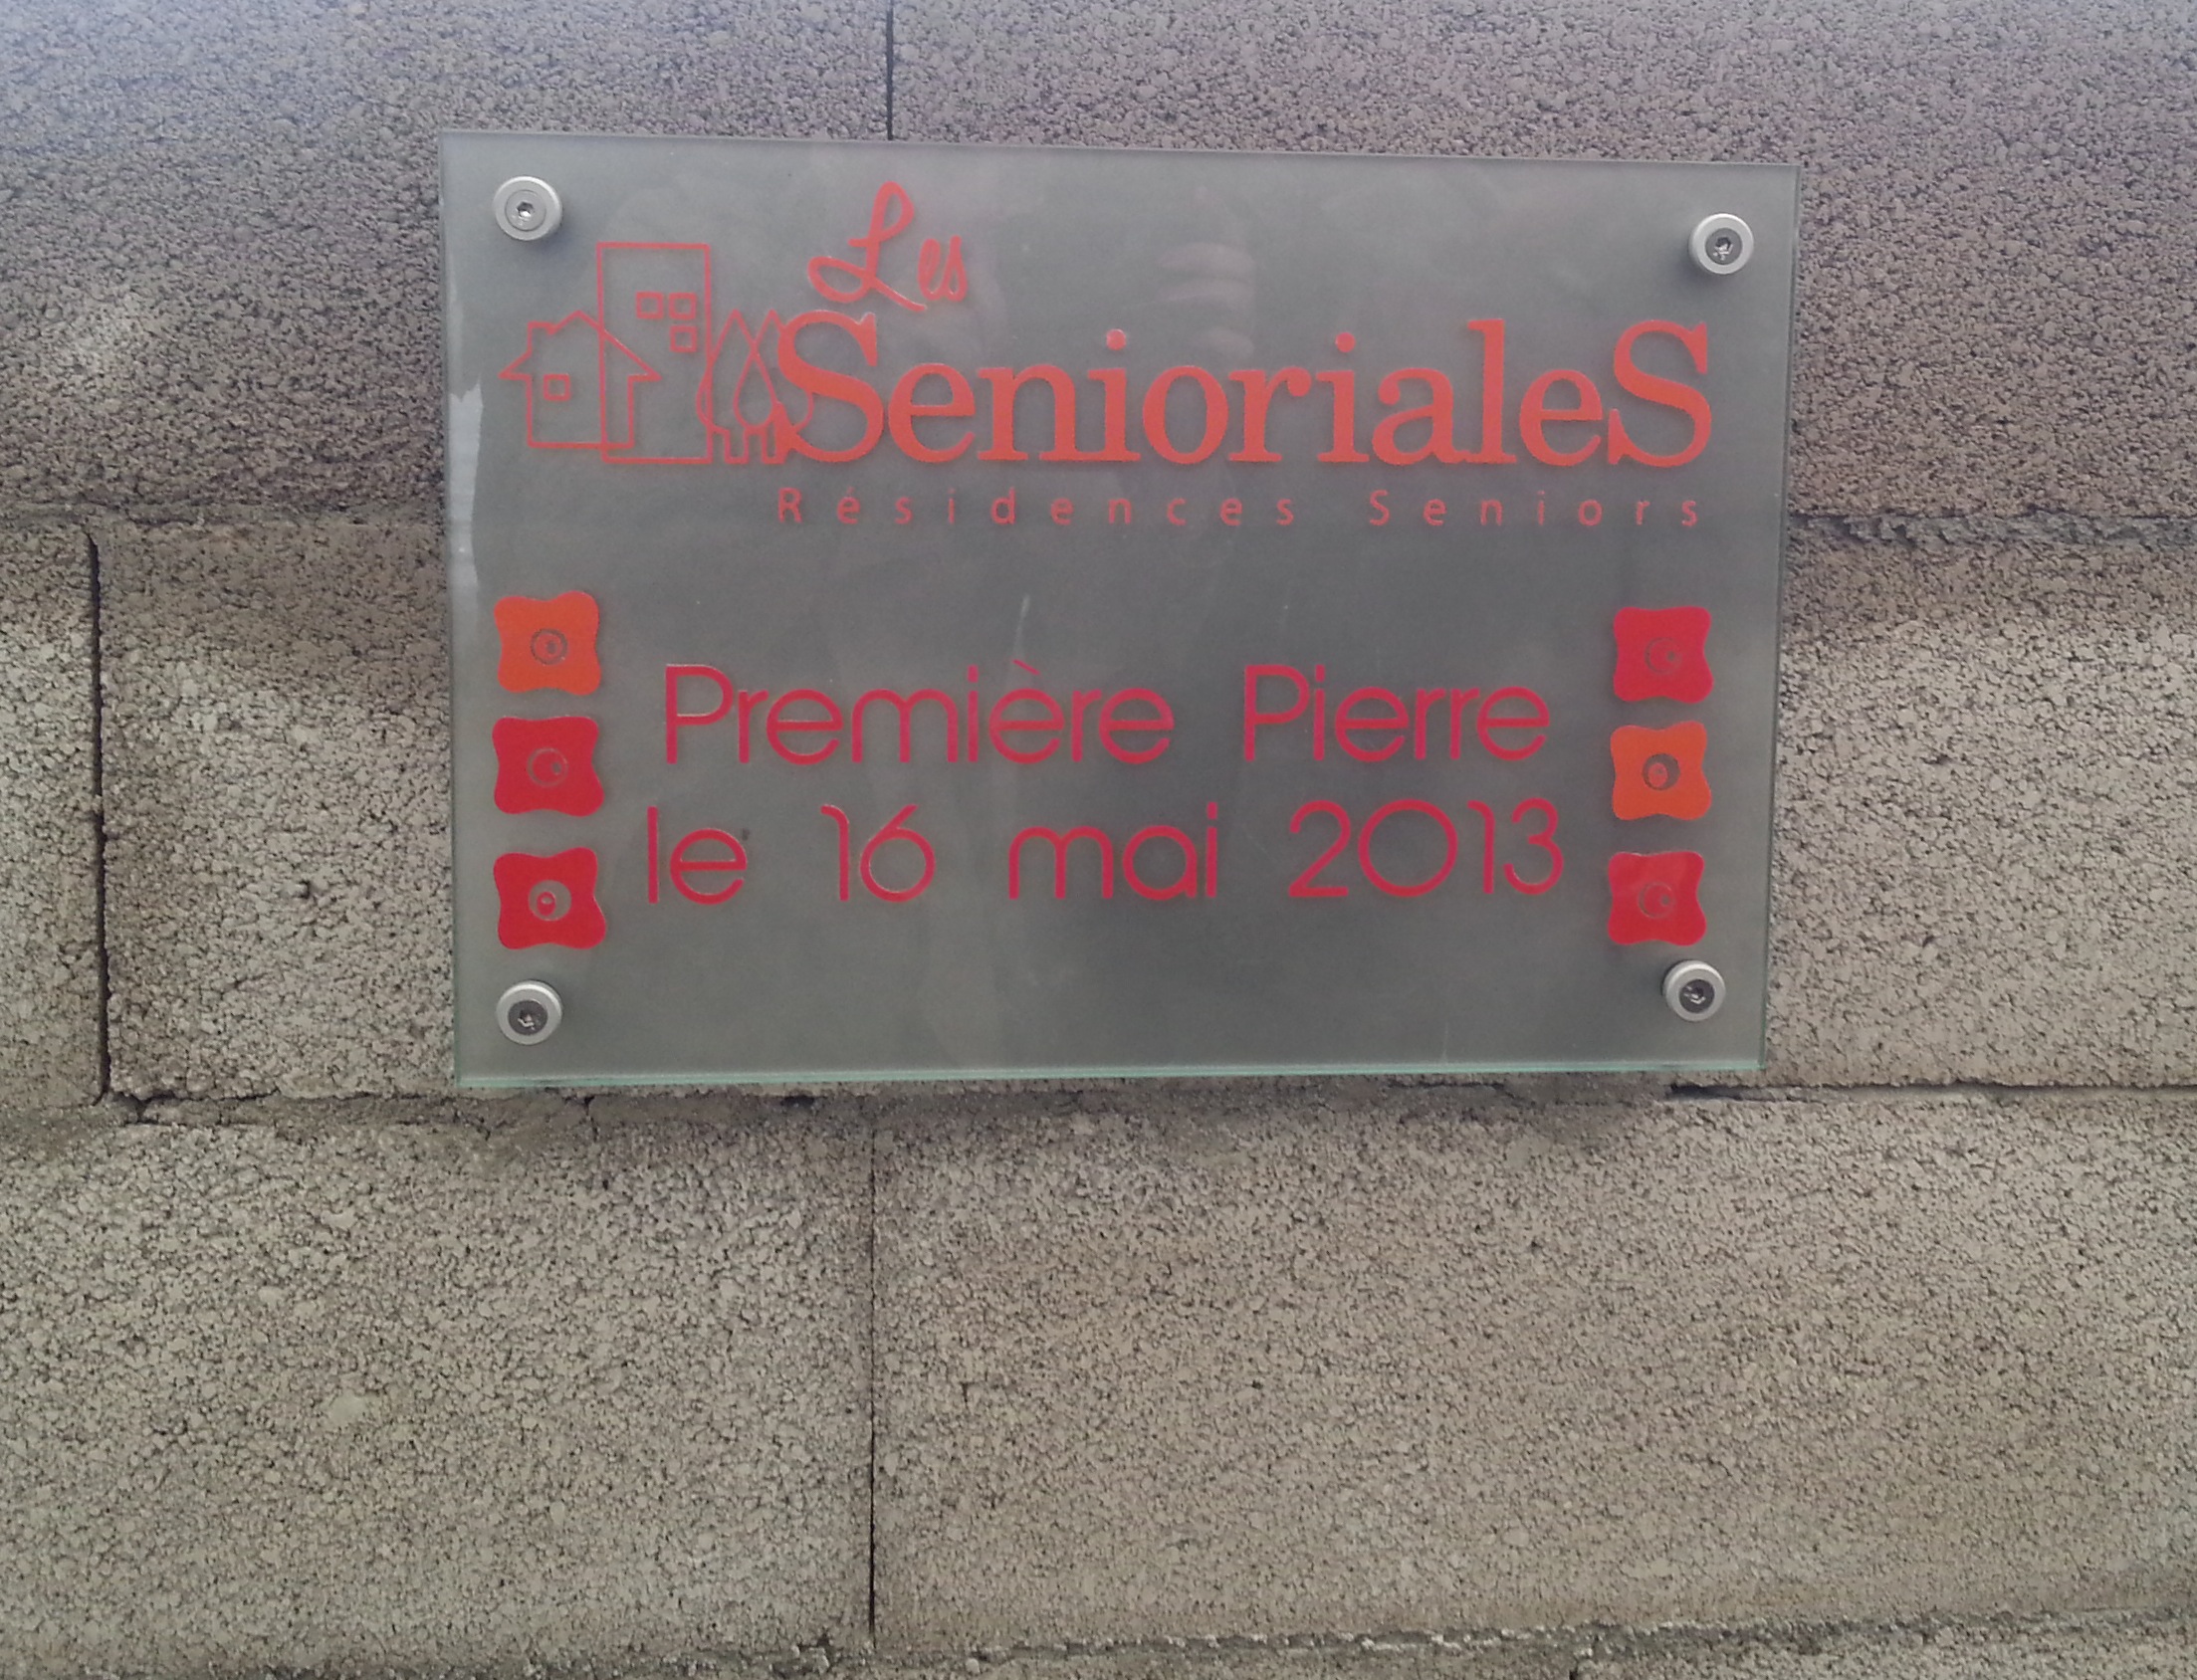 Les
SeniorialeS
Résidences Seniors
Première Pierre
le 16 mai 2013